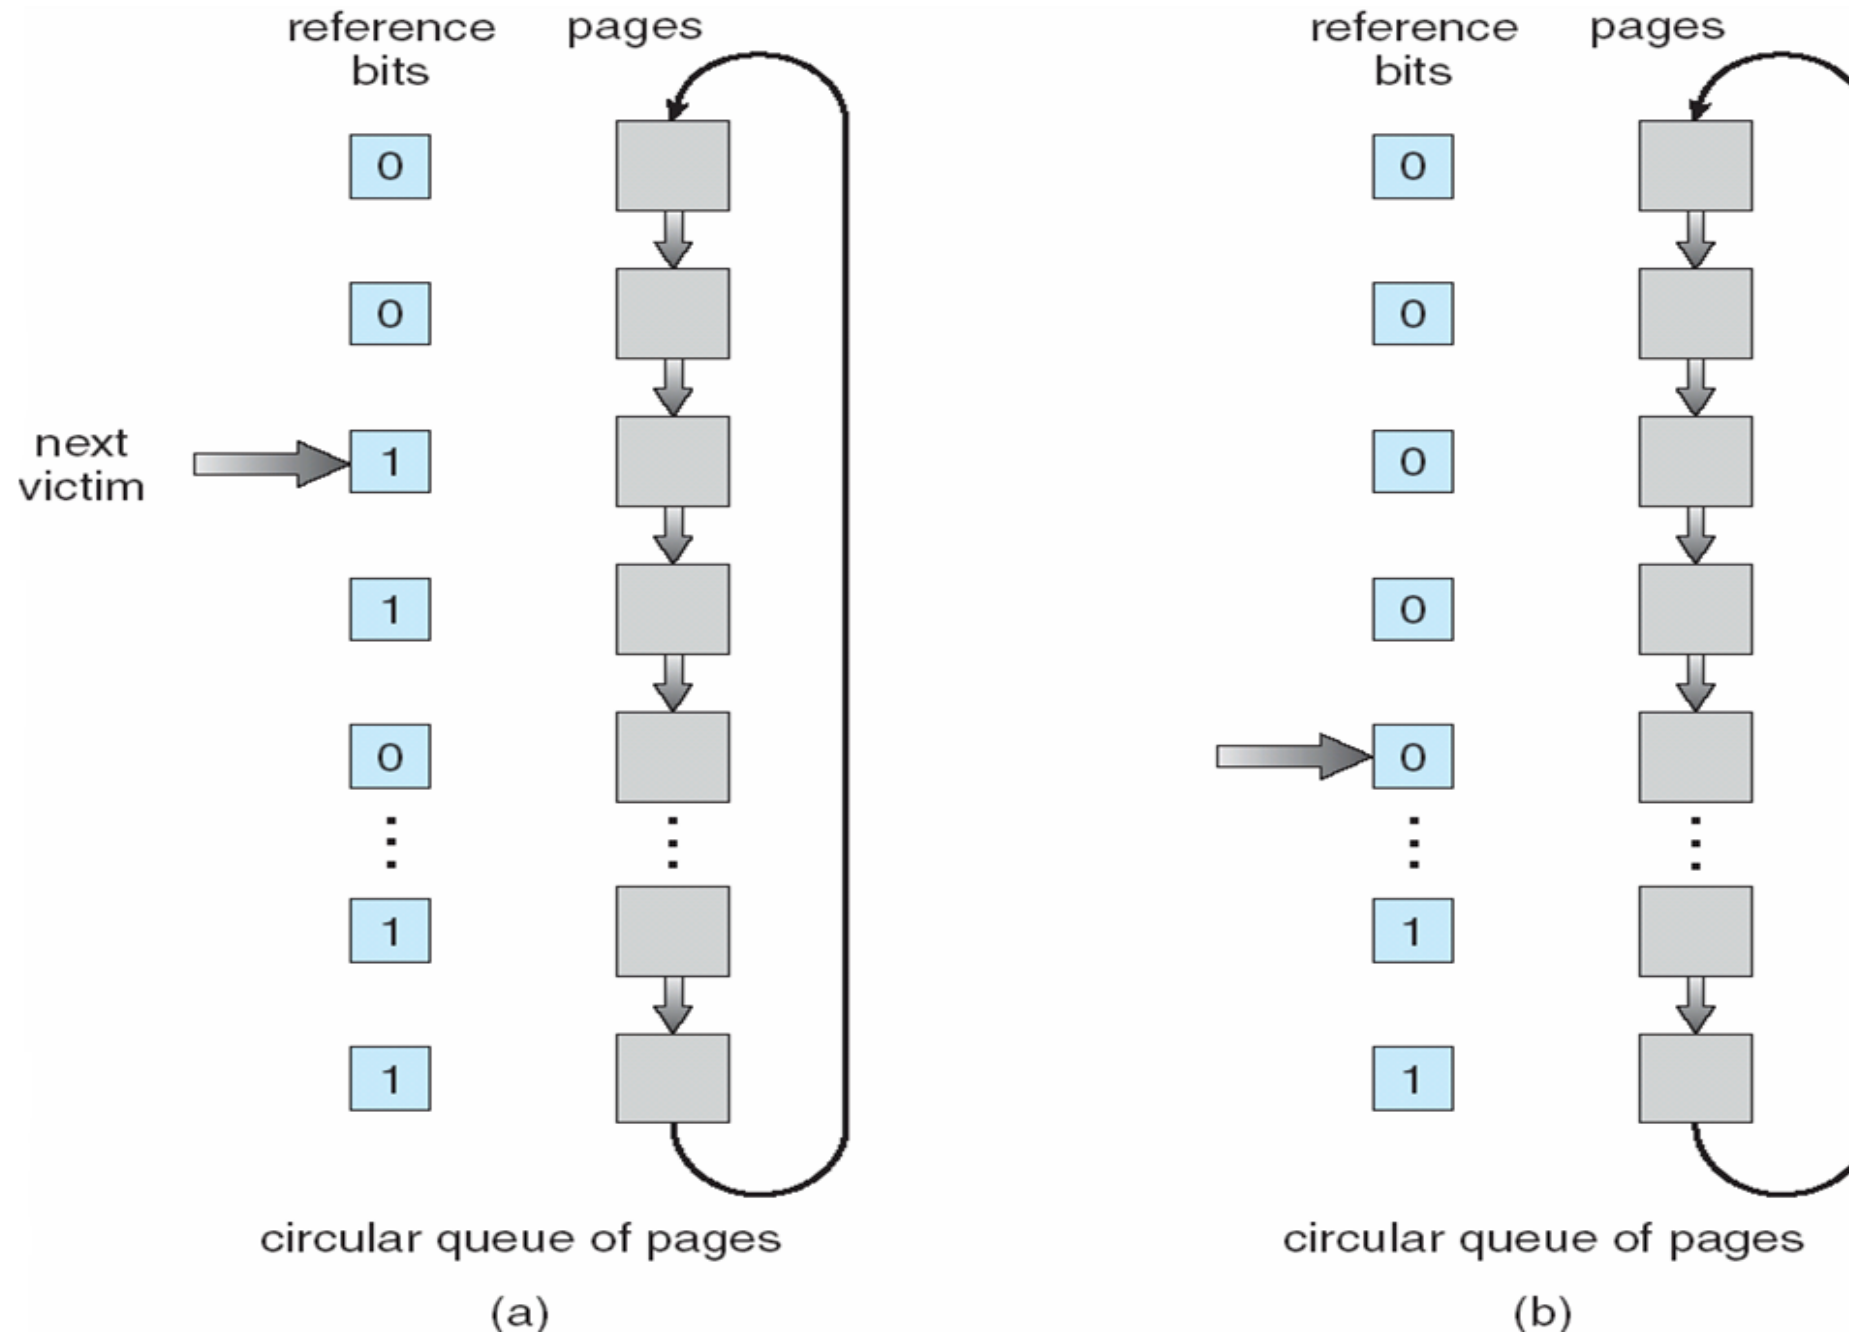 reference
bits
pages
0
0
next
victim
1
1
0
1
1
circular queue of pages
(a)
reference
bits
pages
0
0
0
0
0
1
1
circular queue of pages
(b)